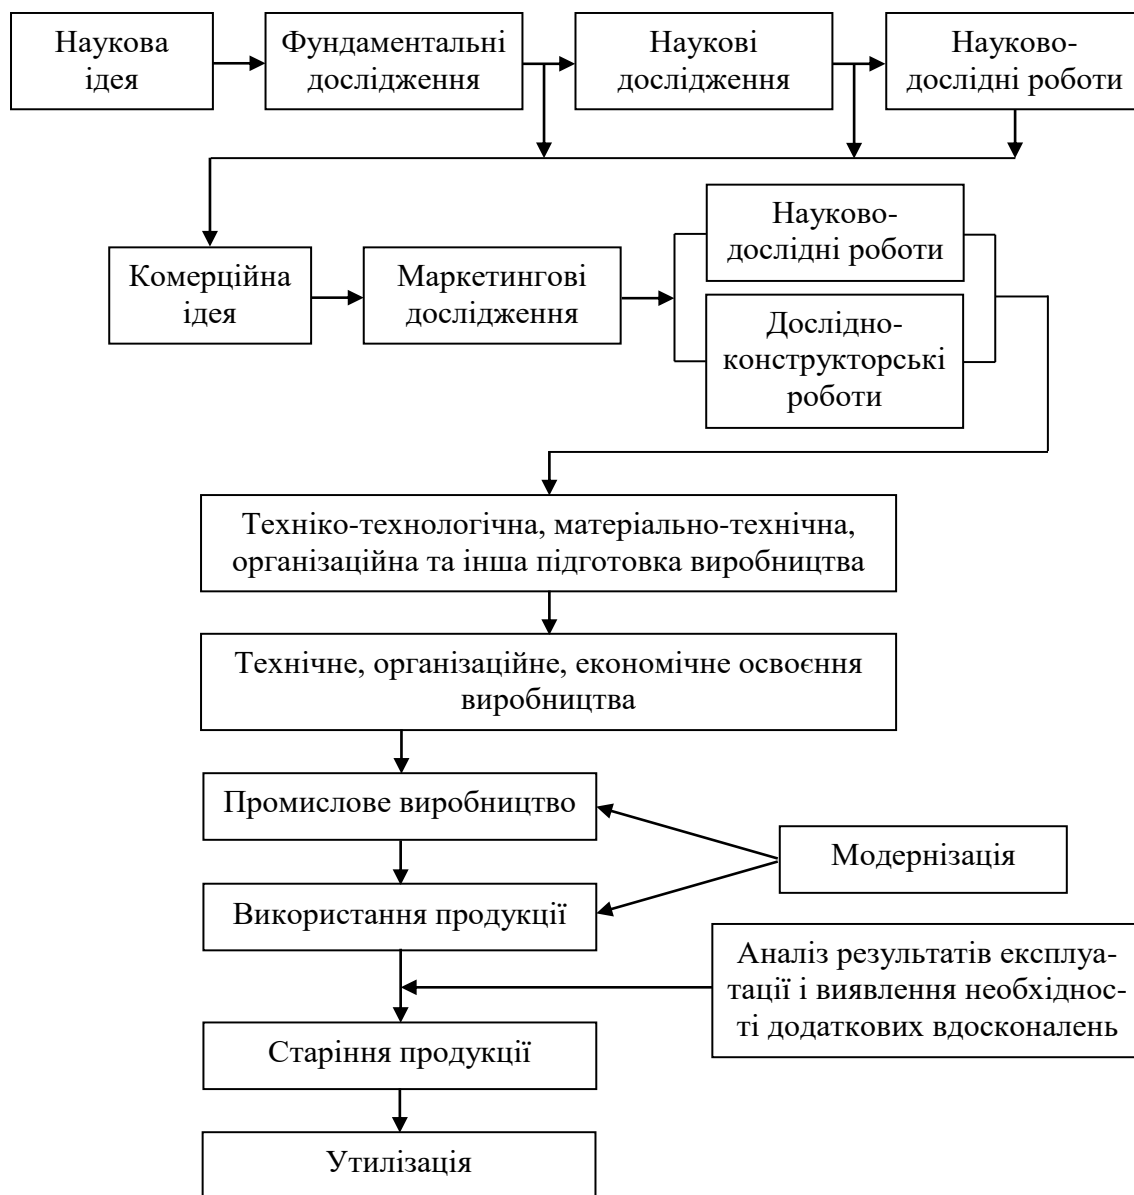 Наукова
ідея
Фундаментальні
дослідження
Наукові
дослідження
Науково-
дослідні роботи
Комерційна
ідея
Маркетингові
дослідження
Науково-
дослідні роботи
Дослідно-
конструкторські
роботи
Техніко-технологічна, матеріально-технічна,
організаційна та інша підготовка виробництва
Технічне, організаційне, економічне освоєння
виробництва
Промислове виробництво
Модернізація
Використання продукції
Аналіз результатів експлуа-
тації і виявлення необхіднос-
ті додаткових вдосконалень
Старіння продукції
Утилізація